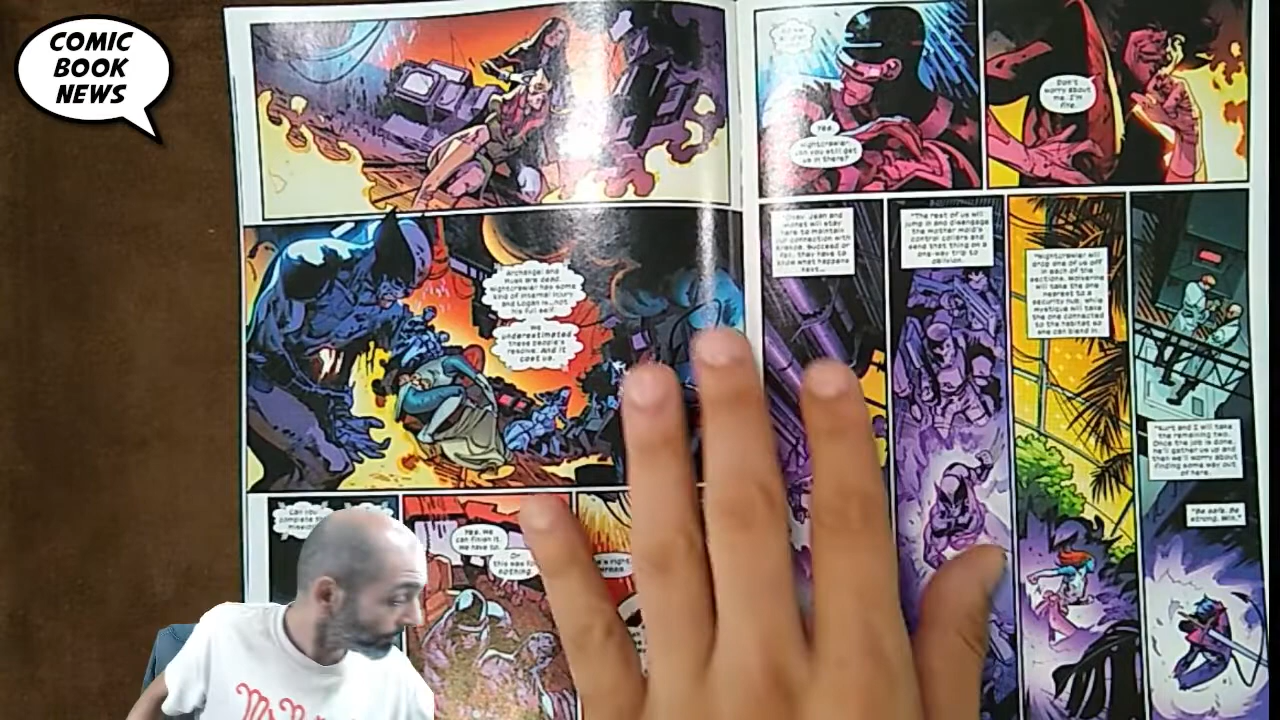 COMIC
BOOK
NEWS
Archangel and
Husk are dead.
Nightcrawler has some
kind of internal injury
and Logan is...not
his full self.
We
underestimated
these people's
resolve. And it
cost us.
Can you
complete
Yes. We
can finish it.
We have to.
Or
this was
nothing.
Yes.
Nightcrawler,
can you still get
us in there?
Don't
worry about
me. I'm
fine.
"Okay. Jean and
Monet will stay
here to maintain
our connection with
Krakoa. Succeed or
fail, they have to
know what happens
next...
"The rest of us will
jump in and disengage
the Mother Mold's
control collars and
send that thing on a
one-way trip to
oblivion.
"Nightcrawler will
drop one of us off
in each of the
sections. Wolverine
will take the one
nearest to a
security hub, while
Mystique will take
the one connected
to the habitat so
she can blend in.
"Kurt and I will take
the remaining two.
Once the job is done,
he'll gather us up and
then we'll worry about
finding some way out
of here.
"Be safe. Be
strong. Win."